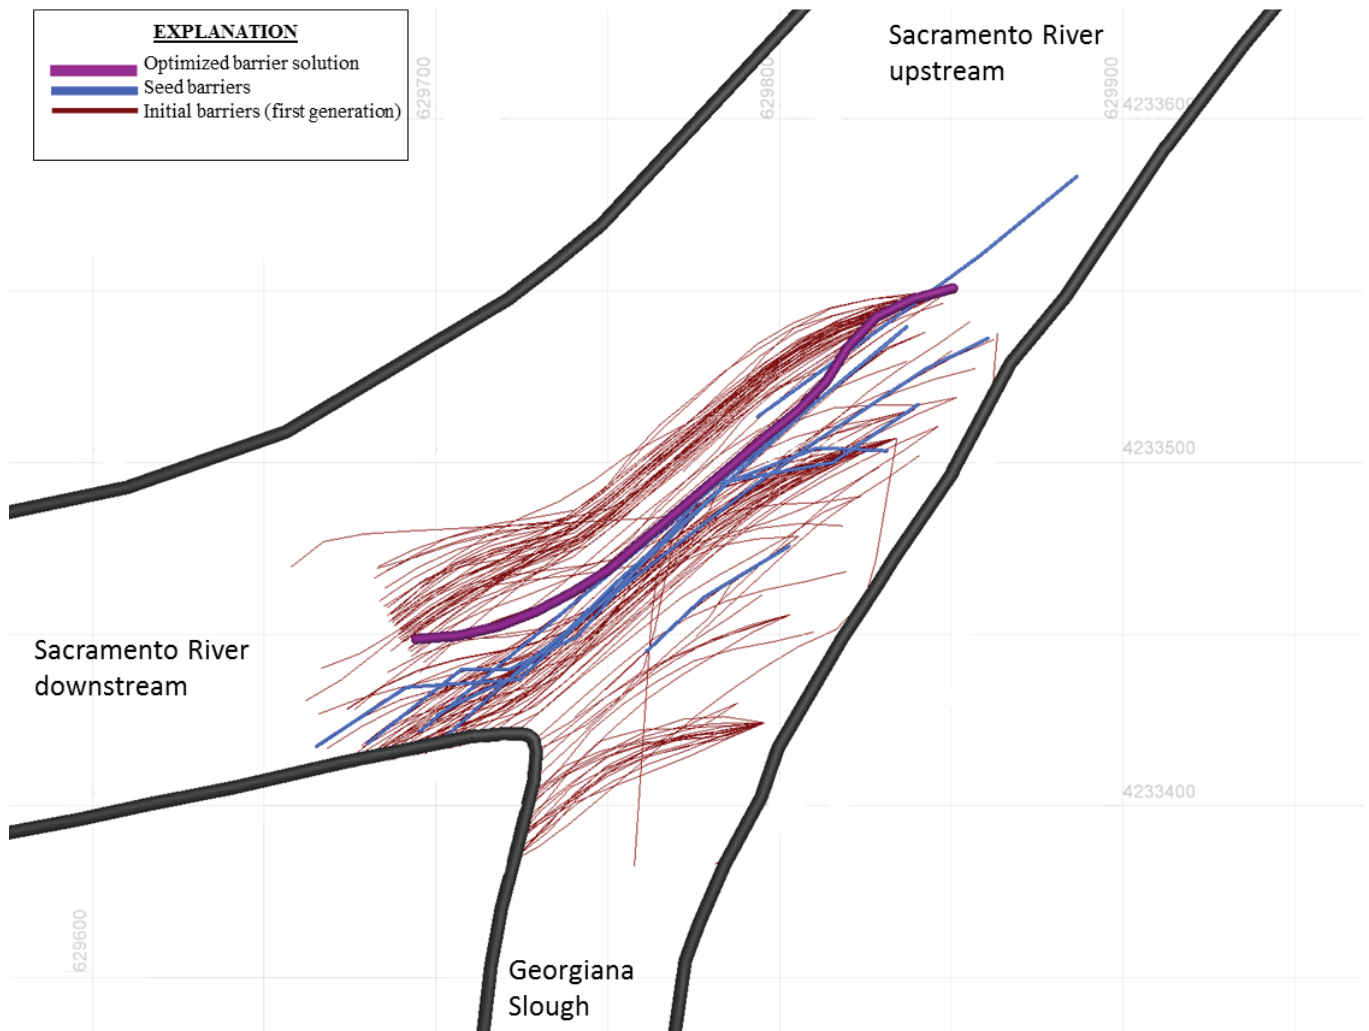 EXPLANATION
Optimized barrier solution
Seed barriers
Initial barriers (first generation)
Sacramento River
upstream
629700
629800
629900
4233600
4233500
Sacramento River
downstream
4233400
629600
Georgiana
Slough